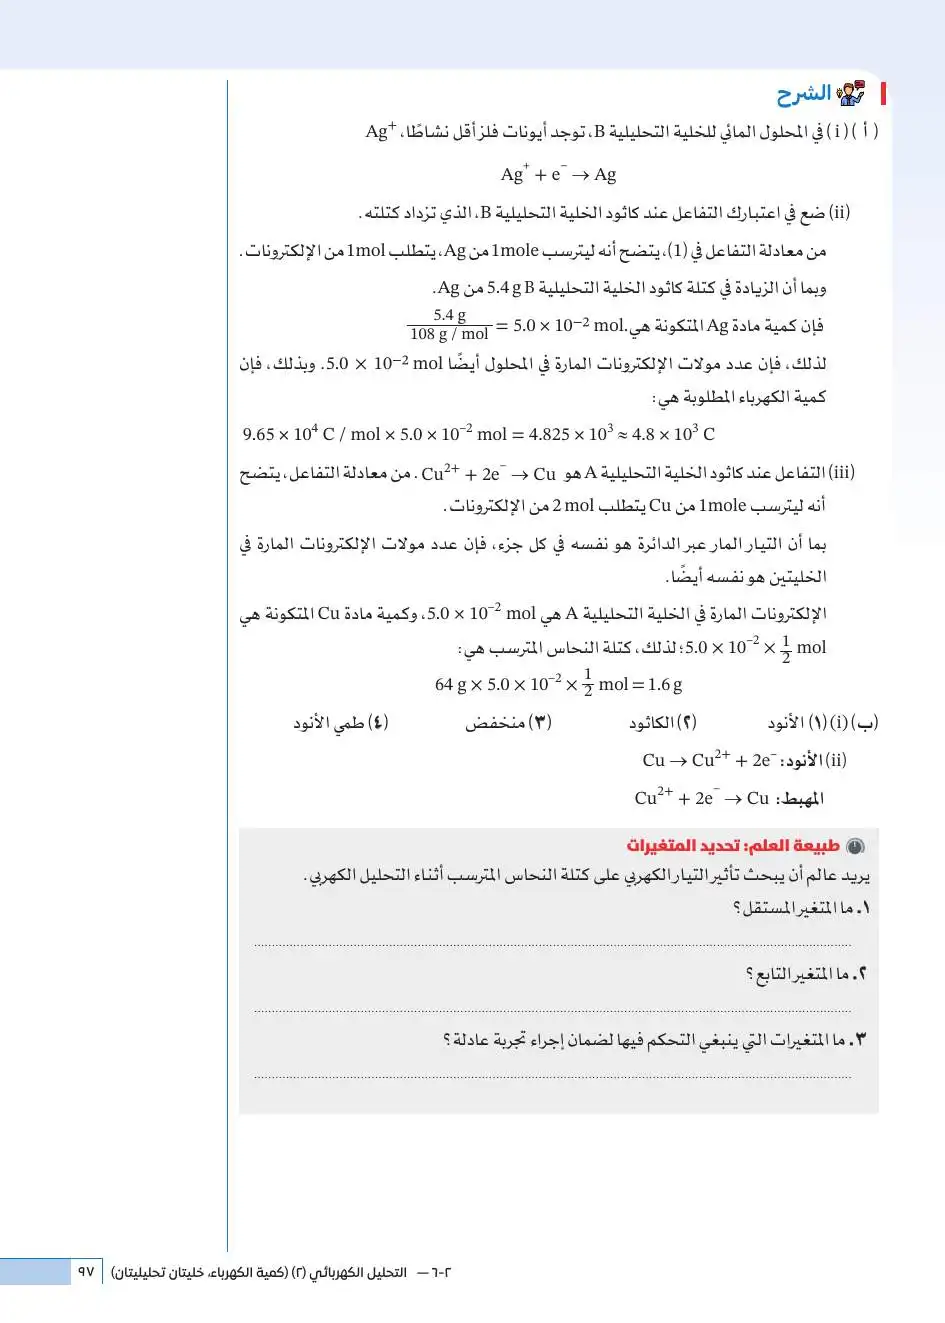 الشرح
( أ ) ( i ) في المحلول المائي للخلية التحليلية B، توجد أيونات فلز أقل نشاطًا، Ag⁺
Ag⁺ + e⁻ → Ag
(ii) ضع في اعتبارك التفاعل عند كاثود الخلية التحليلية B، الذي تزداد كتلته .
من معادلة التفاعل في (1)، يتضح أنه ليترسب 1mole من Ag، يتطلب 1mol من الإلكترونات .
وبما أن الزيادة في كتلة كاثود الخلية التحليلية B 5.4 g من Ag.
فإن كمية مادة Ag المتكونة هي. 5.4 g / 108 g / mol = 5.0 × 10⁻² mol
لذلك، فإن عدد مولات الإلكترونات المارة في المحلول أيضًا 5.0 × 10⁻² mol. وبذلك، فإن
كمية الكهرباء المطلوبة هي:
9.65 × 10⁴ C / mol × 5.0 × 10⁻² mol = 4.825 × 10³ ≈ 4.8 × 10³ C
(iii) التفاعل عند كاثود الخلية التحليلية A هو Cu²⁺ + 2e⁻ → Cu . من معادلة التفاعل، يتضح
أنه ليترسب 1mole من Cu يتطلب 2 mol من الإلكترونات.
بما أن التيار المار عبر الدائرة هو نفسه في كل جزء، فإن عدد مولات الإلكترونات المارة في
الخليتين هو نفسه أيضًا.
الإلكترونات المارة في الخلية التحليلية A هي 5.0 × 10⁻² mol، وكمية مادة Cu المتكونة هي
5.0 × 10⁻² × 1/2 mol؛ لذلك، كتلة النحاس المترسب هي:
64 g × 5.0 × 10⁻² × 1/2 mol = 1.6 g
(ب) (i) (١) الأنود (٢) الكاثود (٣) منخفض (٤) طمي الأنود
(ii) الأنود: Cu → Cu²⁺ + 2e⁻
المهبط: Cu²⁺ + 2e⁻ → Cu
طبيعة العلم: تحديد المتغيرات
يريد عالم أن يبحث تأثير التيار الكهربي على كتلة النحاس المترسب أثناء التحليل الكهربي.
١. ما المتغير المستقل؟
٢. ما المتغير التابع؟
٣. ما المتغيرات التي ينبغي التحكم فيها لضمان إجراء تجربة عادلة؟
٢-٦ — التحليل الكهربائي (٢) (كمية الكهرباء، خليتان تحليليتان) ٩٧